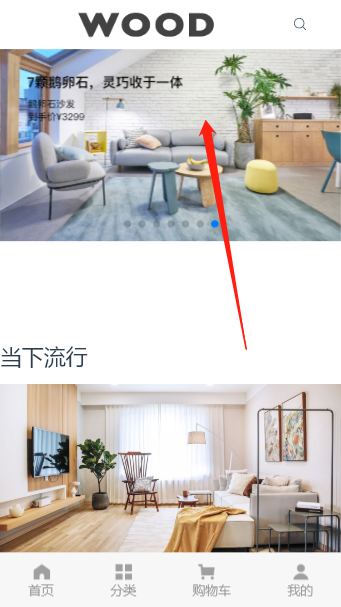 WOOD
7颗鹅卵石，灵巧收于一体
鹅卵石沙发
到手价¥3299
当下流行
首页
分类
购物车
我的